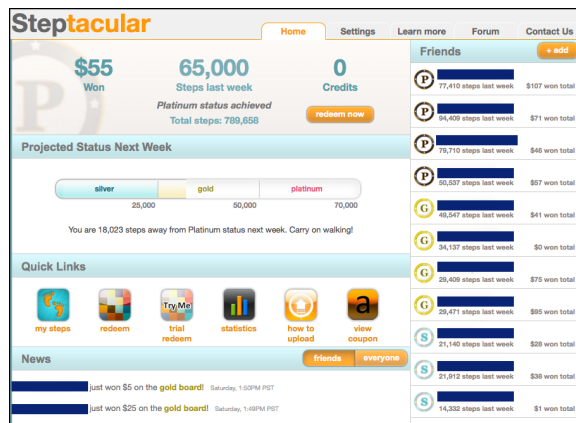 Steptacular
Home Settings Learn more Forum Contact Us
$55 65,000 0
Won Steps last week Credits
Platinum status achieved
Total steps: 789,658
redeem now
Projected Status Next Week
silver gold platinum
25,000 50,000 70,000
You are 18,023 steps away from Platinum status next week. Carry on walking!
Quick Links
Try Me
a
my steps redeem trial redeem statistics how to upload view coupon
News
friends everyone
just won $5 on the gold board! Saturday, 1:50PM PST
just won $25 on the gold board! Saturday, 1:49PM PST
Friends
+ add
P
77,410 steps last week $107 won total
P
94,409 steps last week $71 won total
P
79,710 steps last week $46 won total
P
50,537 steps last week $57 won total
G
49,547 steps last week $41 won total
G
34,137 steps last week $0 won total
G
29,409 steps last week $75 won total
G
28,471 steps last week $95 won total
S
21,140 steps last week $28 won total
S
21,912 steps last week $38 won total
S
14,332 steps last week $1 won total